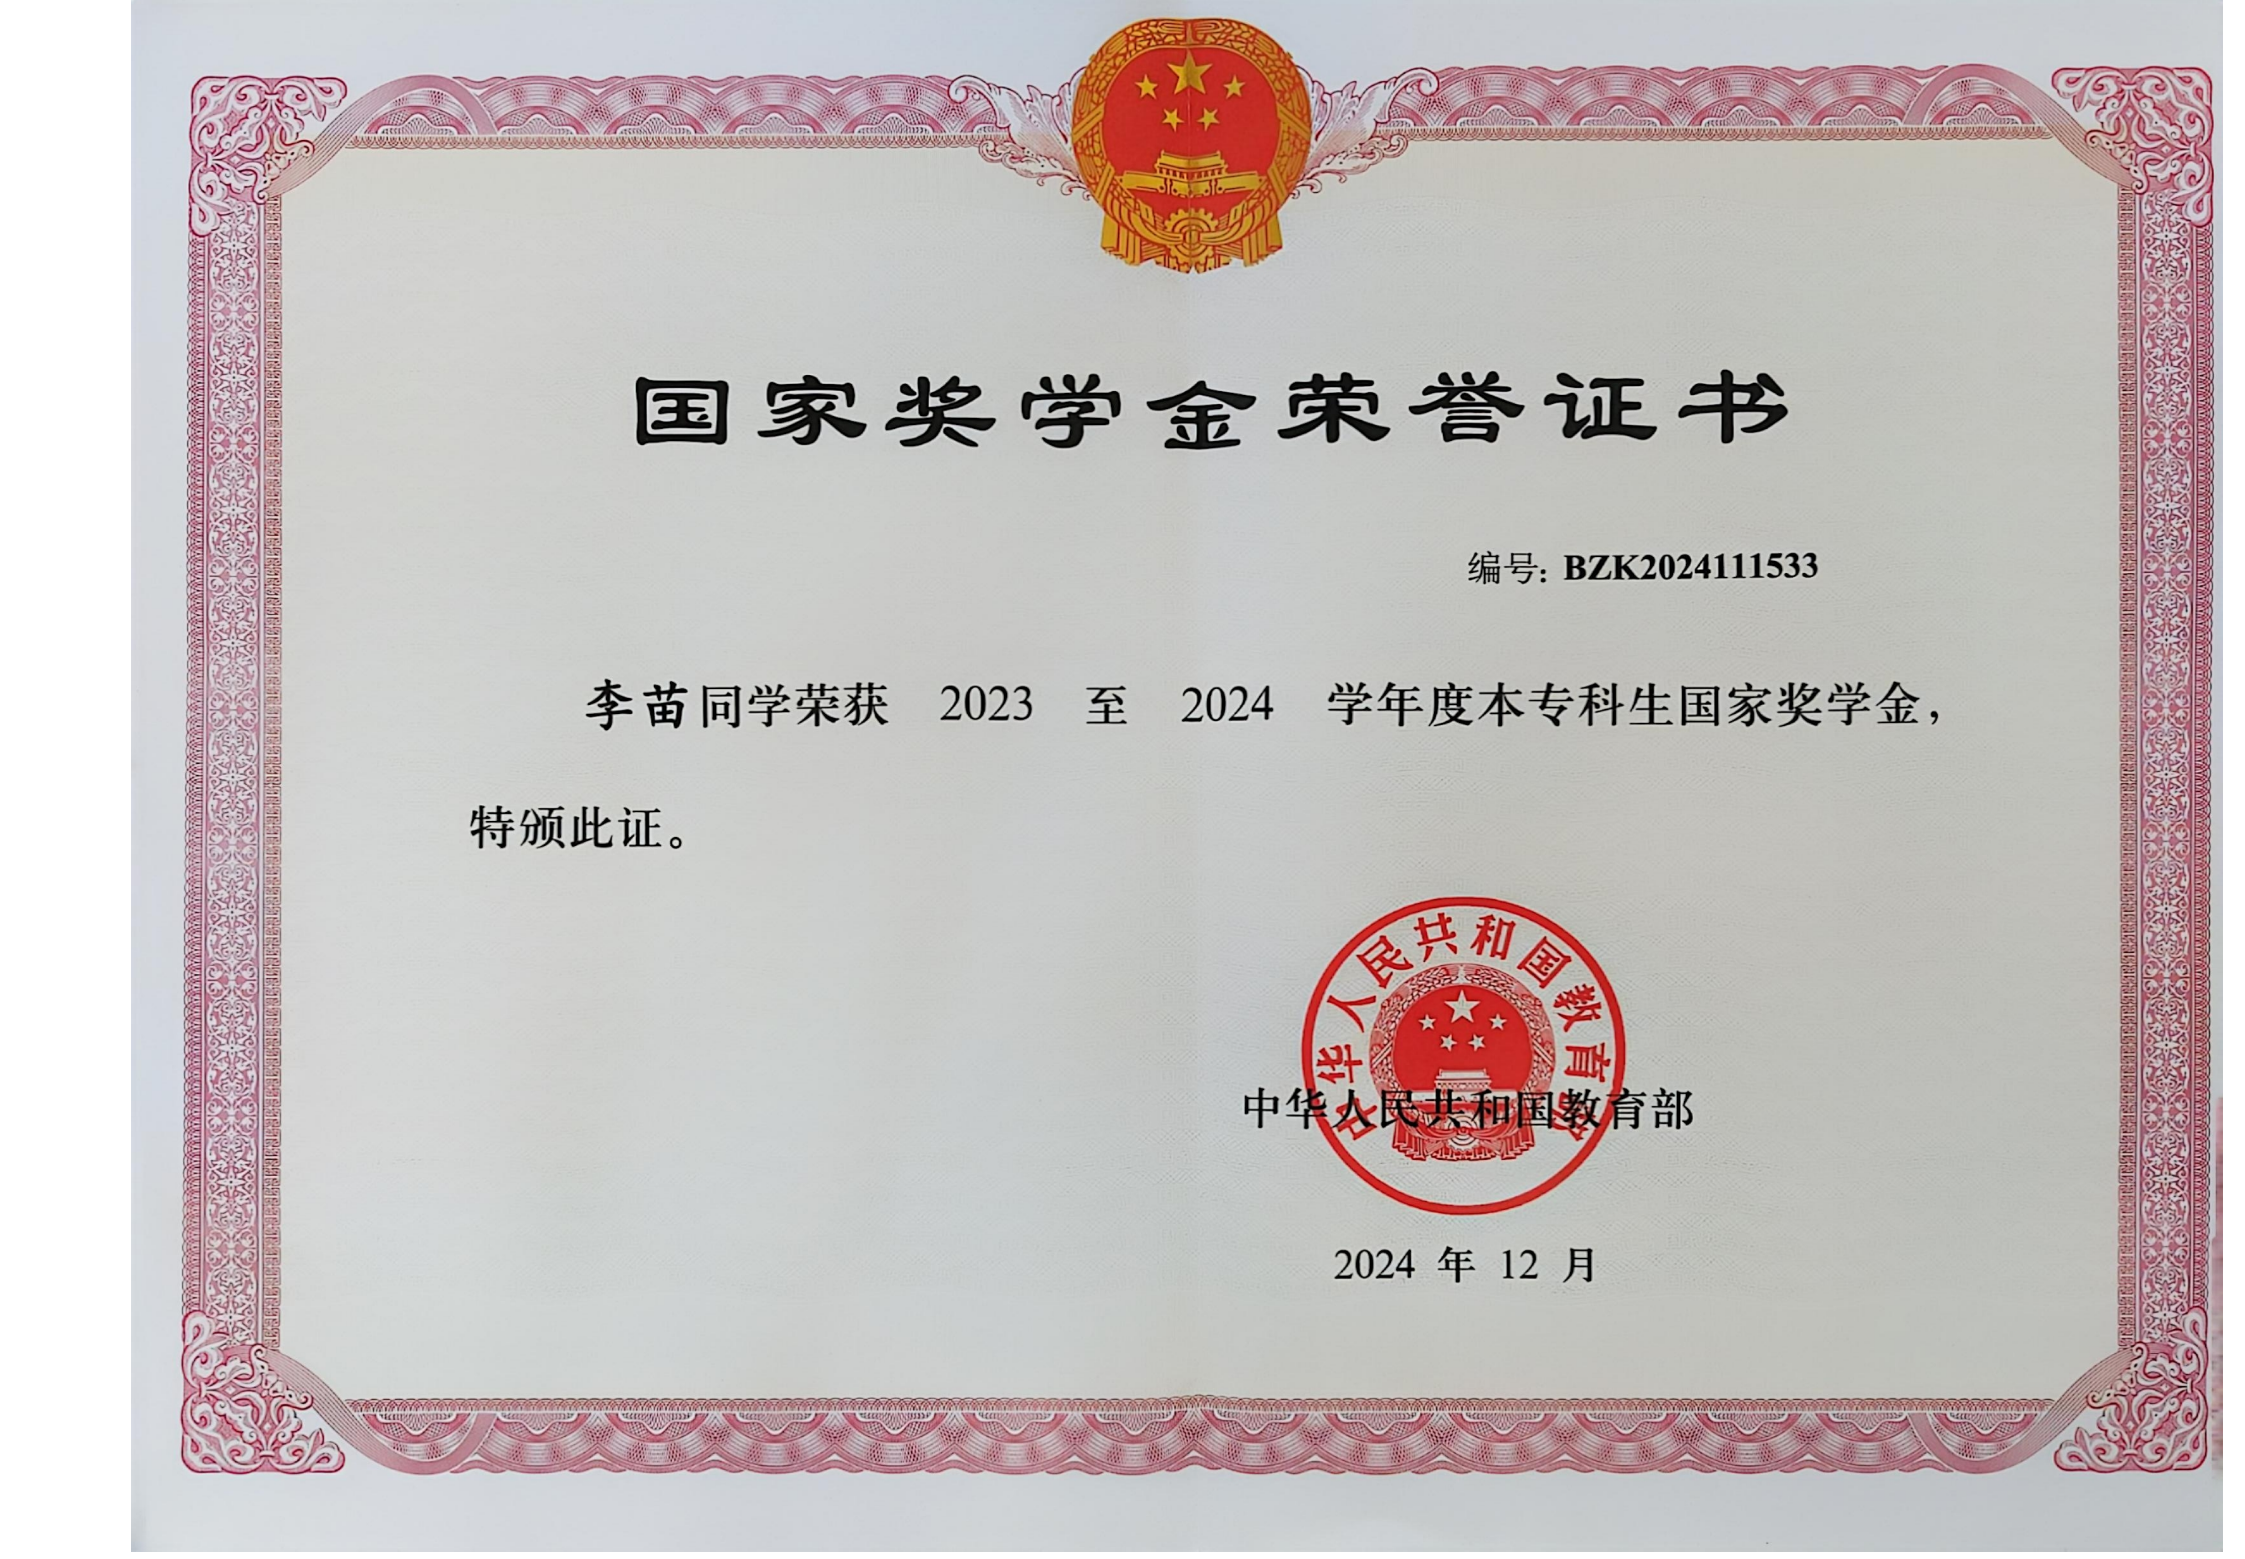 国家奖学金荣誉证书
编号: BZK2024111533
李苗同学荣获 2023 至 2024 学年度本专科生国家奖学金，
特颁此证。
中华人民共和国教育部
中华人民共和国教育部
2024 年 12 月